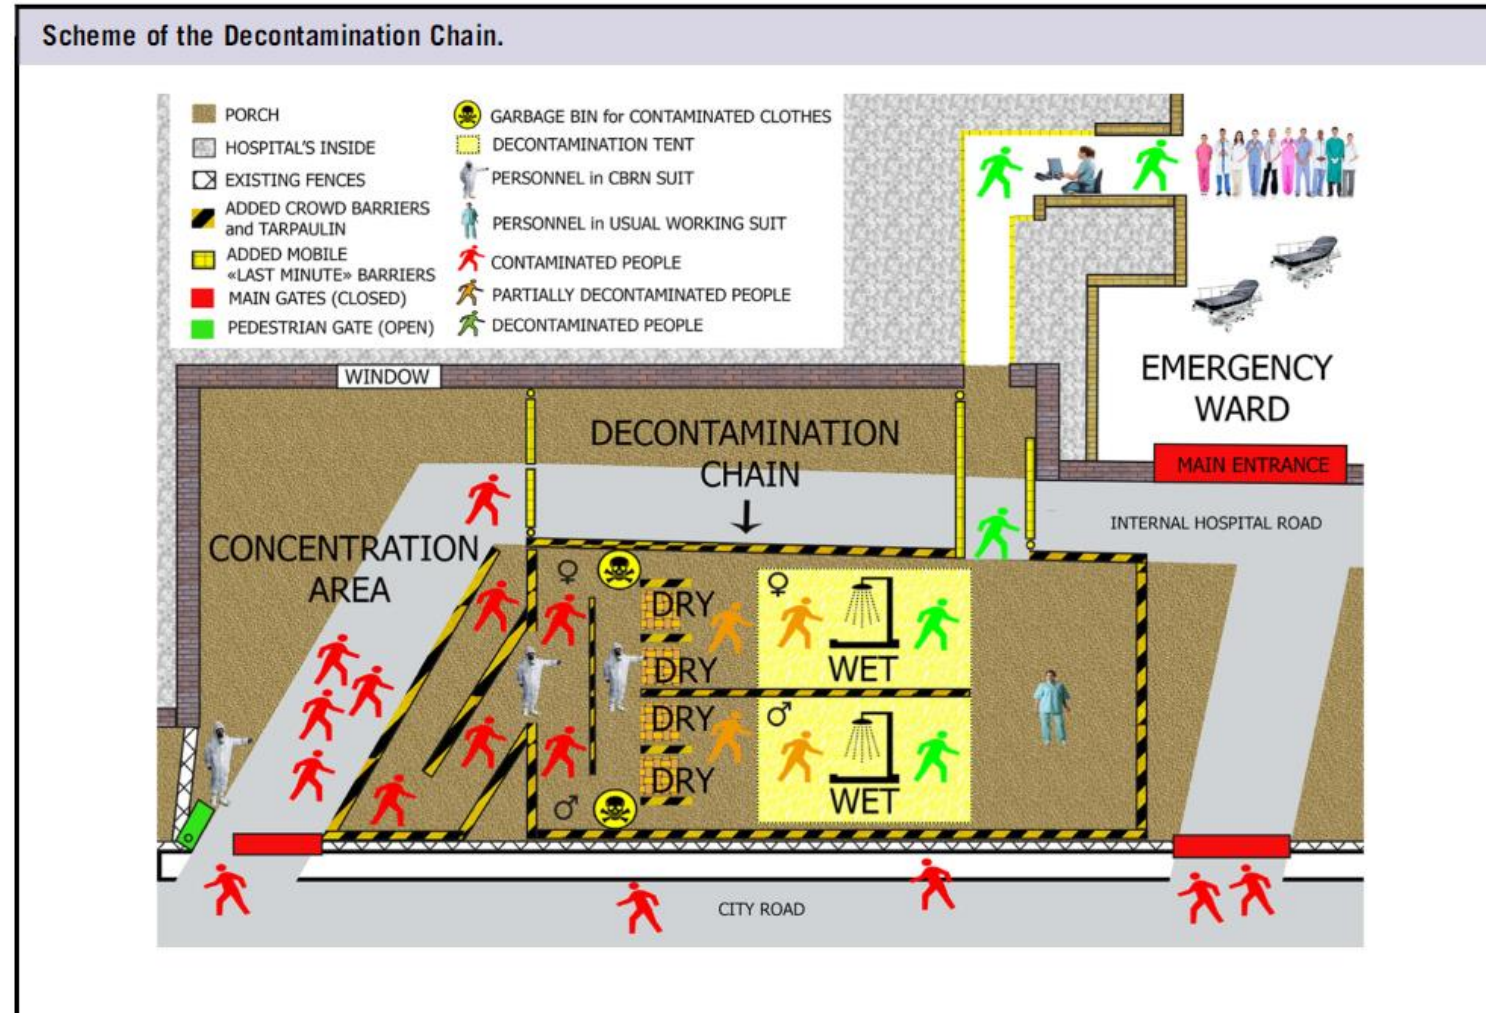 Scheme of the Decontamination Chain.
PORCH
HOSPITAL'S INSIDE
EXISTING FENCES
ADDED CROWD BARRIERS
and TARPAULIN
ADDED MOBILE
«LAST MINUTE» BARRIERS
MAIN GATES (CLOSED)
PEDESTRIAN GATE (OPEN)
GARBAGE BIN for CONTAMINATED CLOTHES
DECONTAMINATION TENT
PERSONNEL in CBRN SUIT
PERSONNEL in USUAL WORKING SUIT
CONTAMINATED PEOPLE
PARTIALLY DECONTAMINATED PEOPLE
DECONTAMINATED PEOPLE
WINDOW
EMERGENCY
WARD
MAIN ENTRANCE
INTERNAL HOSPITAL ROAD
DECONTAMINATION
CHAIN
CONCENTRATION
AREA
♀
DRY
DRY
♀
WET
DRY
DRY
♂
♂
WET
CITY ROAD